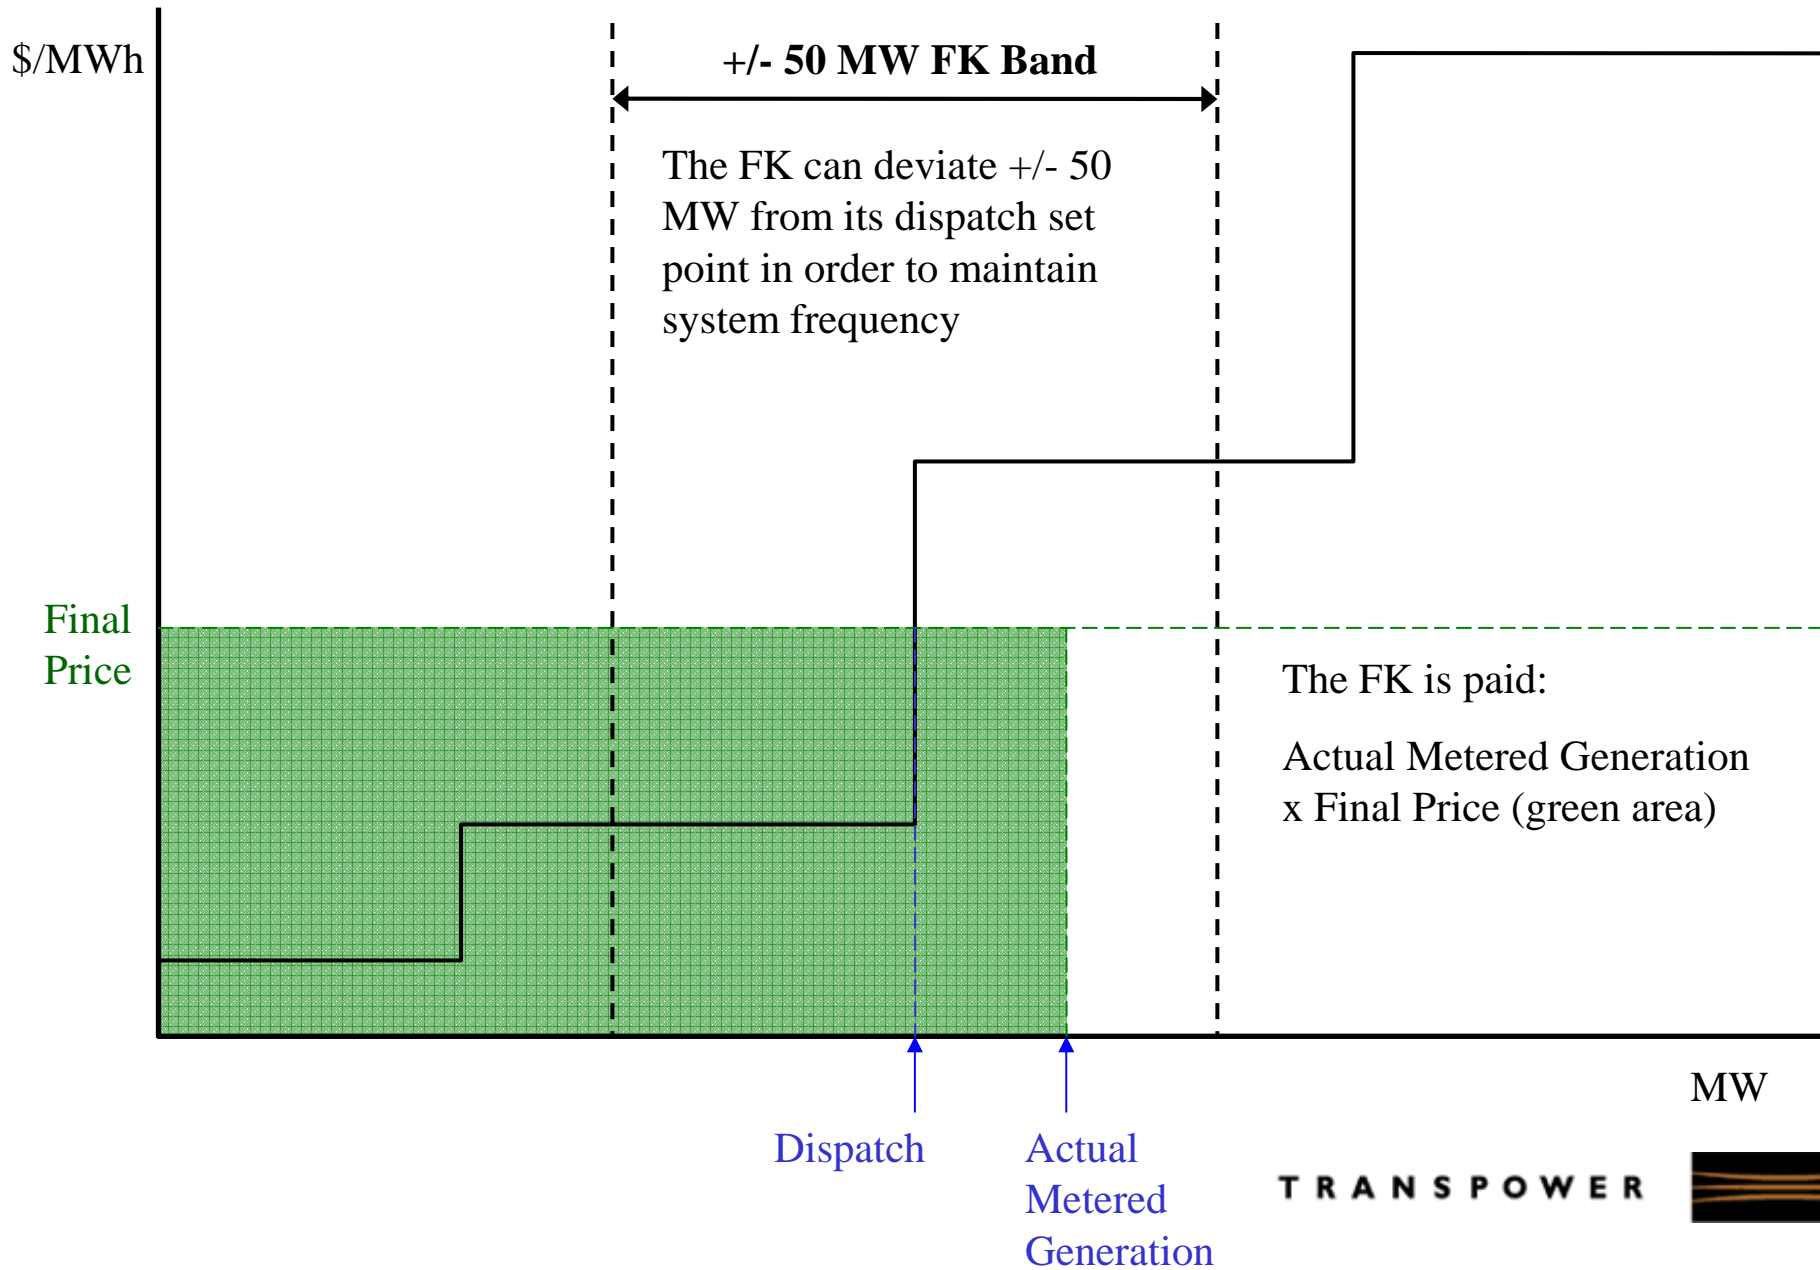 $/MWh
+/- 50 MW FK Band
The FK can deviate +/- 50
MW from its dispatch set
point in order to maintain
system frequency
Final
Price
The FK is paid:
Actual Metered Generation
x Final Price (green area)
MW
Dispatch
Actual
Metered
Generation
TRANSPOWER